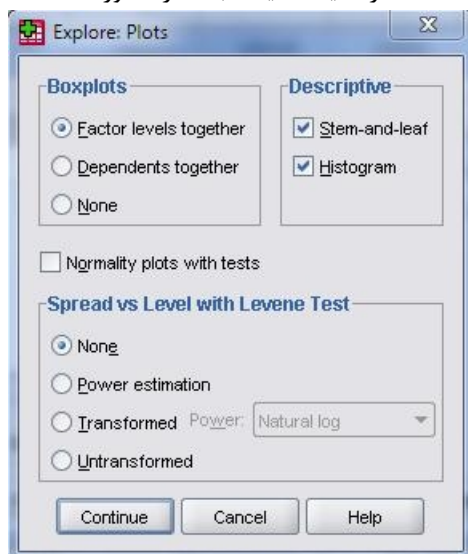 Explore: Plots
Boxplots
Factor levels together
Dependents together
None
Descriptive
Stem-and-leaf
Histogram
Normality plots with tests
Spread vs Level with Levene Test
None
Power estimation
Transformed Power: Natural log
Untransformed
Continue Cancel Help